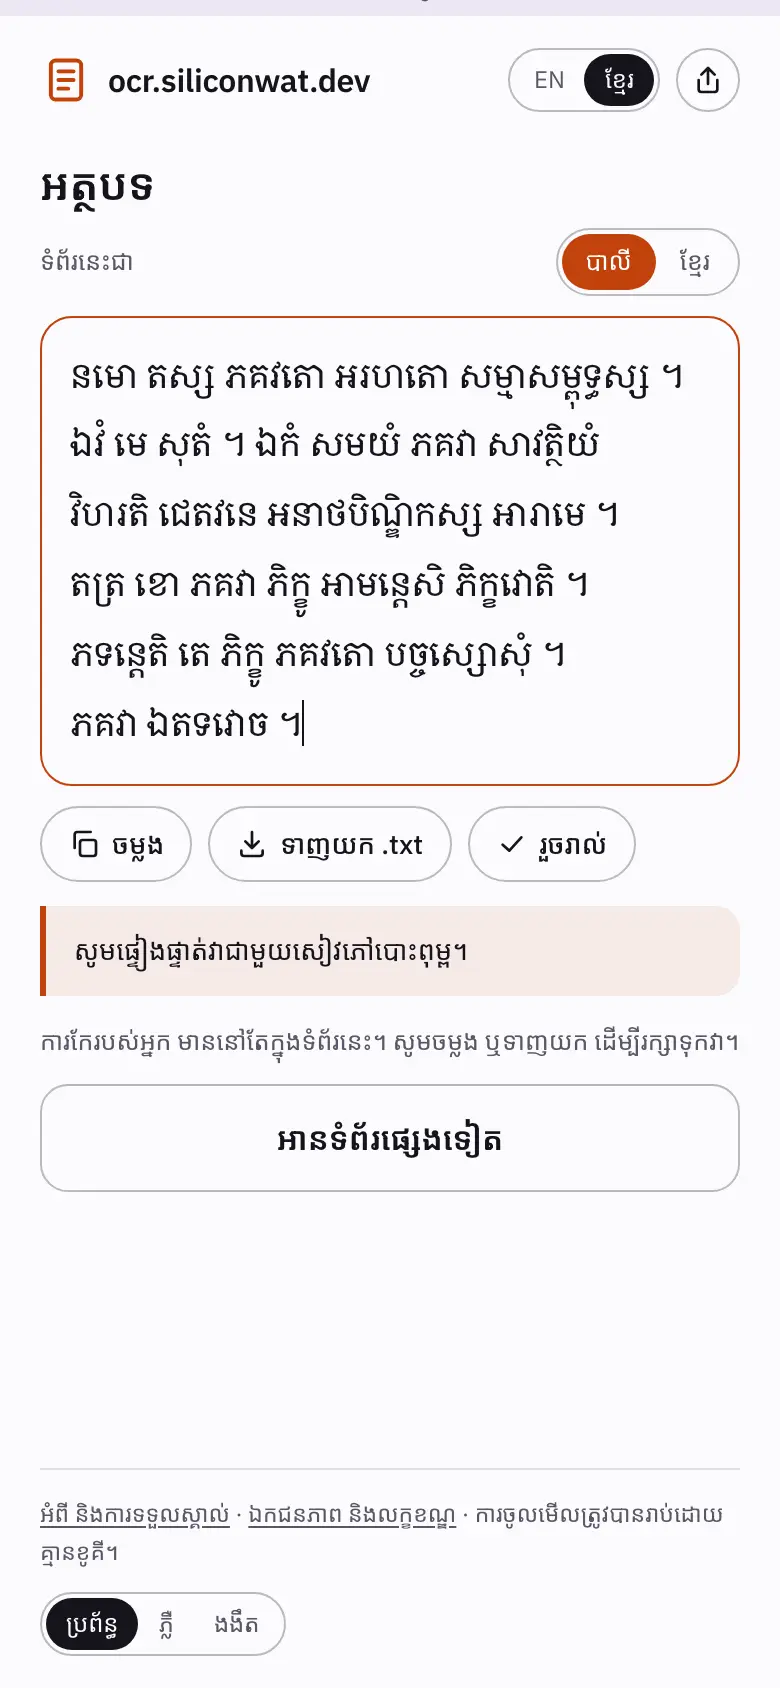 ocr.siliconwat.dev
EN ខ្មែរ
អត្ថបទ
ទំព័រនេះជា
បាលី ខ្មែរ
នមោ តស្ស ភគវតោ អរហតោ សម្មាសម្ពុទ្ធស្ស ។
ឯវំ មេ សុតំ ។ ឯកំ សមយំ ភគវា សាវត្ថិយំ
វិហរតិ ជេតវនេ អនាថបិណ្ឌិកស្ស អារាមេ ។
តត្រ ខោ ភគវា ភិក្ខូ អាមន្តេសិ ភិក្ខវោតិ ។
ភទន្តេតិ តេ ភិក្ខូ ភគវតោ បច្ចស្សោសុំ ។
ភគវា ឯតទវោច ។
ចម្លង ទាញយក .txt រួចរាល់
សូមផ្ទៀងផ្ទាត់វាជាមួយសៀវភៅបោះពុម្ព។
ការកែរបស់អ្នក មាននៅតែក្នុងទំព័រនេះ។ សូមចម្លង ឬទាញយក ដើម្បីរក្សាទុកវា។
អានទំព័រផ្សេងទៀត
អំពី និងការទទួលស្គាល់ · ឯកជនភាព និងលក្ខខណ្ឌ · ការចូលមើលត្រូវបានរាប់ដោយ
គ្មានខូគី។
ប្រព័ន្ធ ភ្លឺ ងងឹត